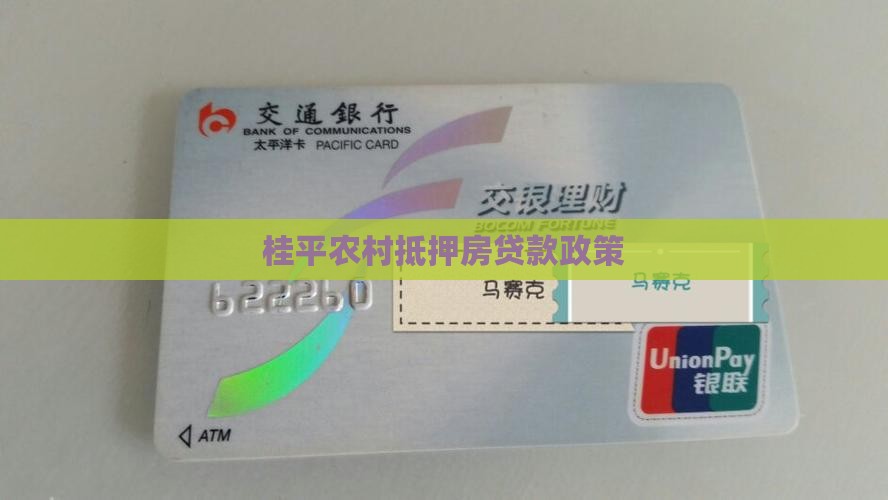 交通銀行
BANK OF COMMUNICATIONS
太平洋卡 PACIFIC CARD
交银理财
BOCOM FORTUNE
桂平农村抵押房贷款政策
622260
马赛克
马赛克
UnionPay
银联
ATM